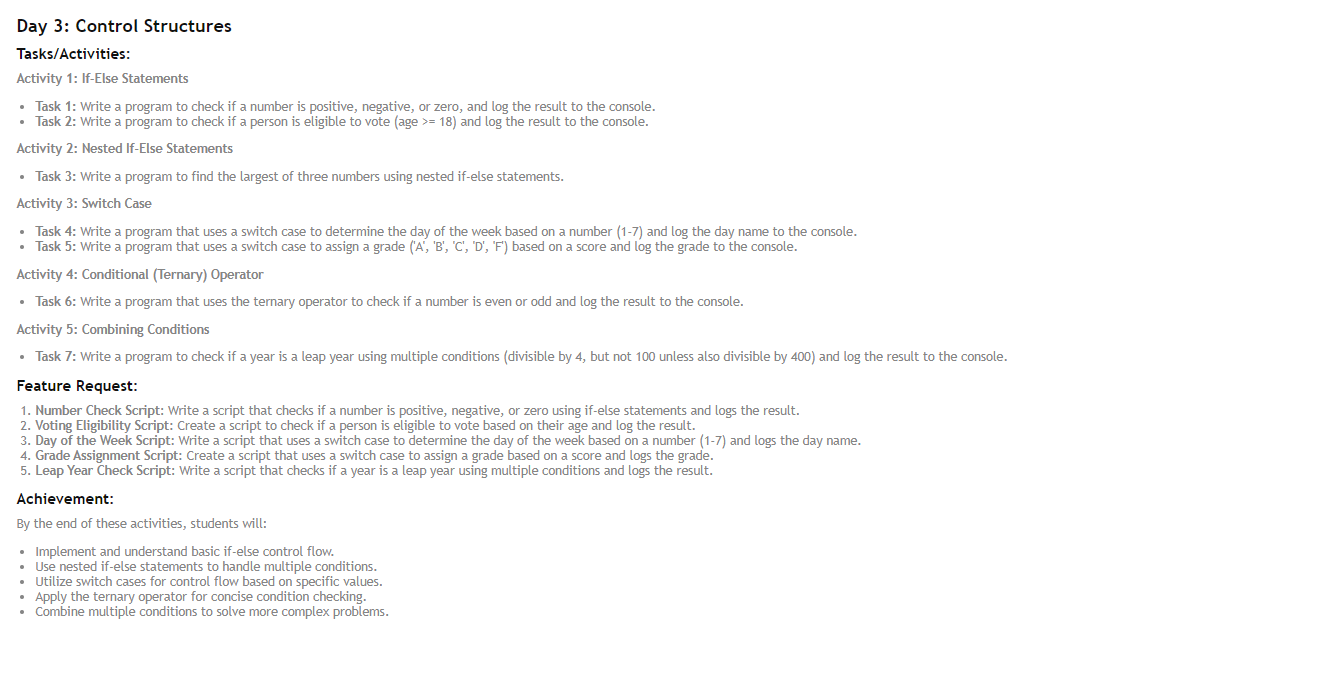 Day 3: Control Structures
Tasks/Activities:
Activity 1: If-Else Statements
• Task 1: Write a program to check if a number is positive, negative, or zero, and log the result to the console.
• Task 2: Write a program to check if a person is eligible to vote (age >= 18) and log the result to the console.
Activity 2: Nested If-Else Statements
• Task 3: Write a program to find the largest of three numbers using nested if-else statements.
Activity 3: Switch Case
• Task 4: Write a program that uses a switch case to determine the day of the week based on a number (1-7) and log the day name to the console.
• Task 5: Write a program that uses a switch case to assign a grade ('A', 'B', 'C', 'D', 'F') based on a score and log the grade to the console.
Activity 4: Conditional (Ternary) Operator
• Task 6: Write a program that uses the ternary operator to check if a number is even or odd and log the result to the console.
Activity 5: Combining Conditions
• Task 7: Write a program to check if a year is a leap year using multiple conditions (divisible by 4, but not 100 unless also divisible by 400) and log the result to the console.
Feature Request:
1. Number Check Script: Write a script that checks if a number is positive, negative, or zero using if-else statements and logs the result.
2. Voting Eligibility Script: Create a script to check if a person is eligible to vote based on their age and log the result.
3. Day of the Week Script: Write a script that uses a switch case to determine the day of the week based on a number (1-7) and logs the day name.
4. Grade Assignment Script: Create a script that uses a switch case to assign a grade based on a score and logs the grade.
5. Leap Year Check Script: Write a script that checks if a year is a leap year using multiple conditions and logs the result.
Achievement:
By the end of these activities, students will:
• Implement and understand basic if-else control flow.
• Use nested if-else statements to handle multiple conditions.
• Utilize switch cases for control flow based on specific values.
• Apply the ternary operator for concise condition checking.
• Combine multiple conditions to solve more complex problems.